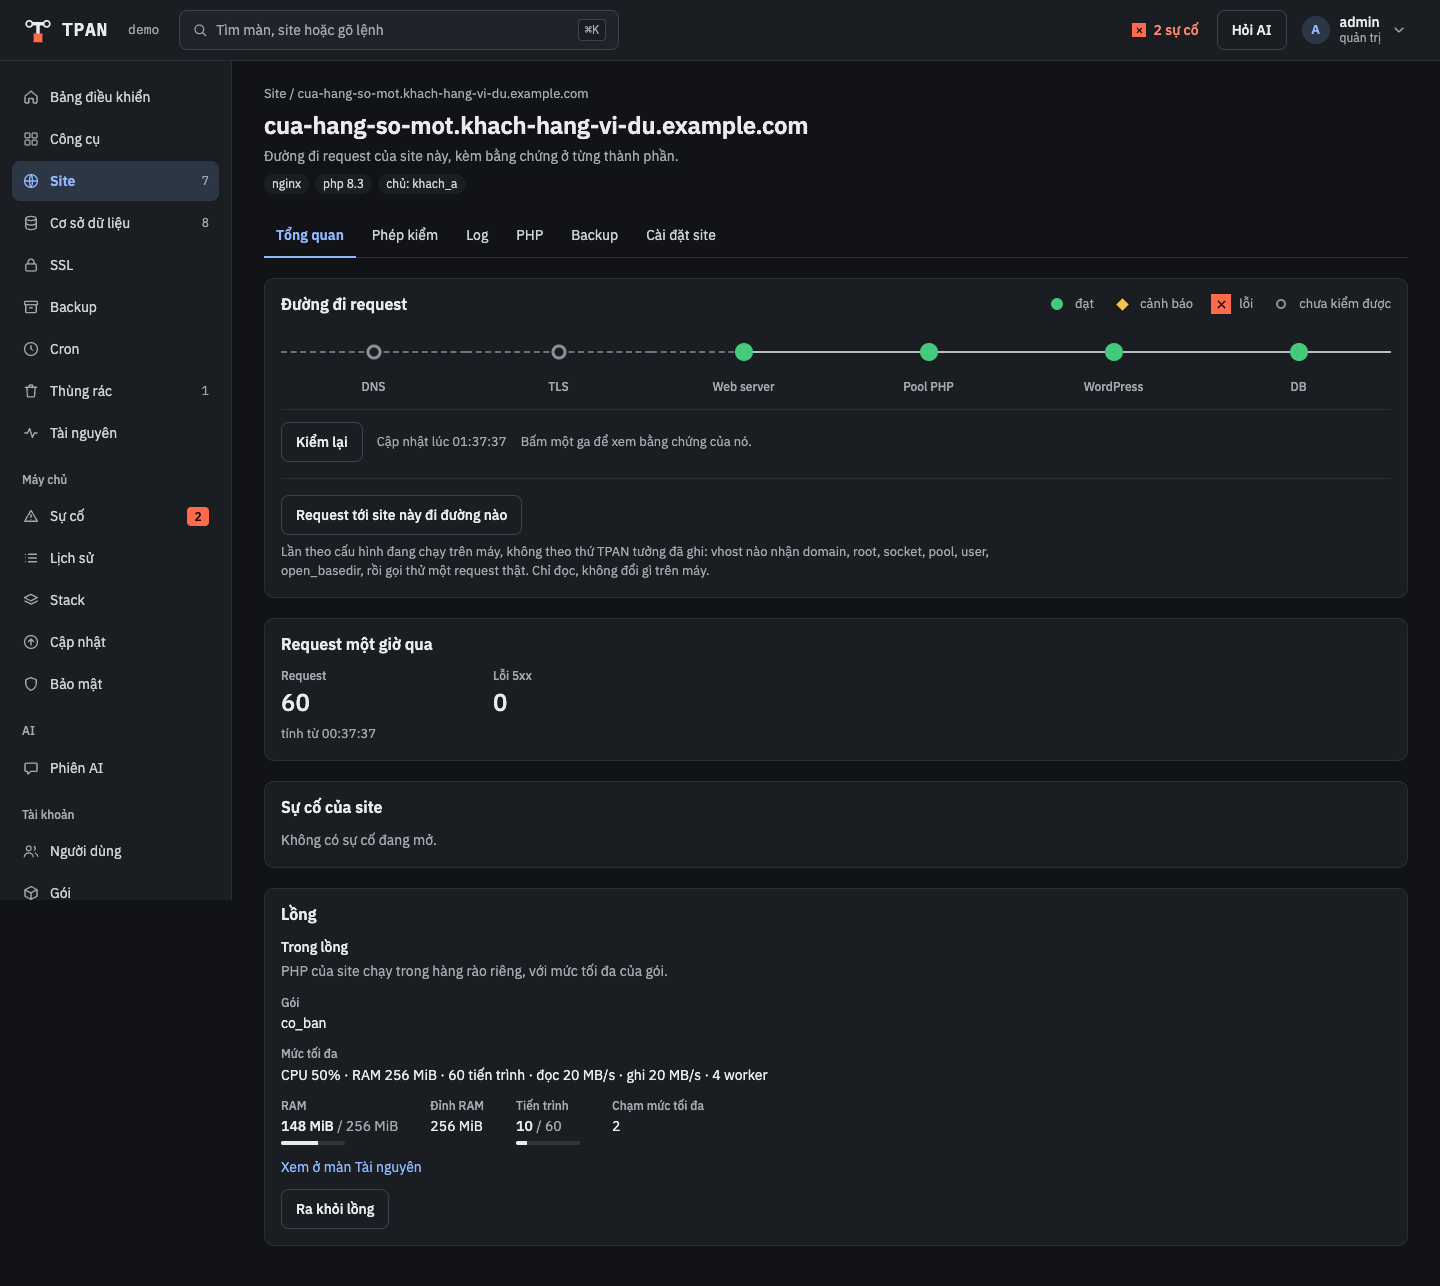 TPAN
demo
Tìm màn, site hoặc gõ lệnh
⌘K
2 sự cố
Hỏi AI
A
admin
quản trị
Bảng điều khiển
Công cụ
Site 7
Cơ sở dữ liệu 8
SSL
Backup
Cron
Thùng rác 1
Tài nguyên
Máy chủ
Sự cố 2
Lịch sử
Stack
Cập nhật
Bảo mật
AI
Phiên AI
Tài khoản
Người dùng
Gói
Site / cua-hang-so-mot.khach-hang-vi-du.example.com
cua-hang-so-mot.khach-hang-vi-du.example.com
Đường đi request của site này, kèm bằng chứng ở từng thành phần.
nginx php 8.3 chủ: khach_a
Tổng quan Phép kiểm Log PHP Backup Cài đặt site
Đường đi request
đạt cảnh báo lỗi chưa kiểm được
DNS TLS Web server Pool PHP WordPress DB
Kiểm lại Cập nhật lúc 01:37:37 Bấm một ga để xem bằng chứng của nó.
Request tới site này đi đường nào
Lần theo cấu hình đang chạy trên máy, không theo thứ TPAN tưởng đã ghi: vhost nào nhận domain, root, socket, pool, user,
open_basedir, rồi gọi thử một request thật. Chỉ đọc, không đổi gì trên máy.
Request một giờ qua
Request Lỗi 5xx
60 0
tính từ 00:37:37
Sự cố của site
Không có sự cố đang mở.
Lồng
Trong lồng
PHP của site chạy trong hàng rào riêng, với mức tối đa của gói.
Gói
co_ban
Mức tối đa
CPU 50% · RAM 256 MiB · 60 tiến trình · đọc 20 MB/s · ghi 20 MB/s · 4 worker
RAM Đỉnh RAM Tiến trình Chạm mức tối đa
148 MiB / 256 MiB 256 MiB 10 / 60 2
Xem ở màn Tài nguyên
Ra khỏi lồng